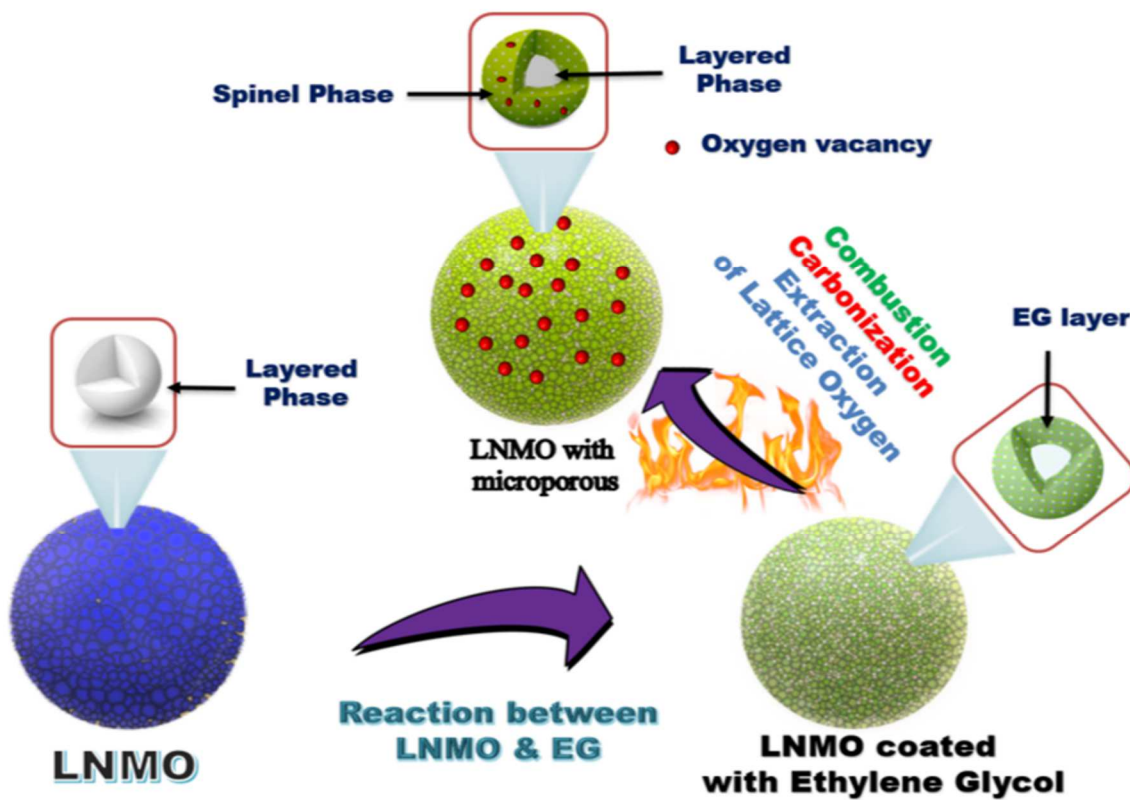 Layered
Phase
Spinel Phase
Oxygen vacancy
Combustion
Carbonization
Extraction
of Lattice Oxygen
EG layer
Layered
Phase
LNMO with
microporous
Reaction between
LNMO & EG
LNMO
LNMO coated
with Ethylene Glycol